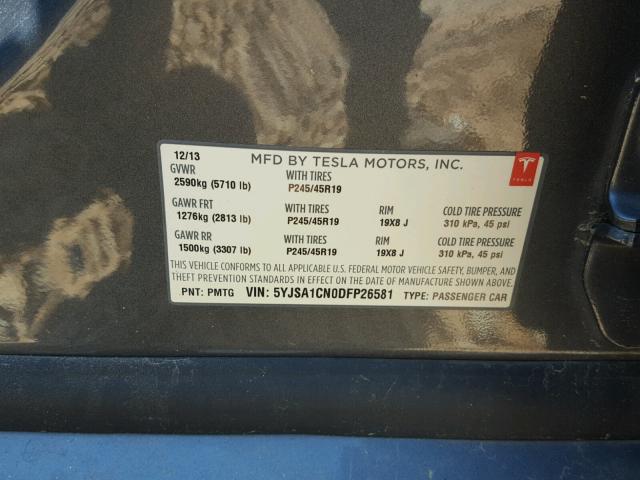 12/13 MFD BY TESLA MOTORS, INC.
GVWR WITH TIRES
2590kg (5710 lb) P245/45R19
TESLA
GAWR FRT WITH TIRES RIM COLD TIRE PRESSURE
1276kg (2813 lb) P245/45R19 19X8 J 310 kPa, 45 psi
GAWR RR WITH TIRES RIM COLD TIRE PRESSURE
1500kg (3307 lb) P245/45R19 19X8 J 310 kPa, 45 psi
THIS VEHICLE CONFORMS TO ALL APPLICABLE U.S. FEDERAL MOTOR VEHICLE SAFETY, BUMPER, AND
THEFT PREVENTION STANDARDS IN EFFECT ON THE DATE OF MANUFACTURE SHOWN ABOVE.
PNT: PMTG VIN: 5YJSA1CN0DFP26581 TYPE: PASSENGER CAR